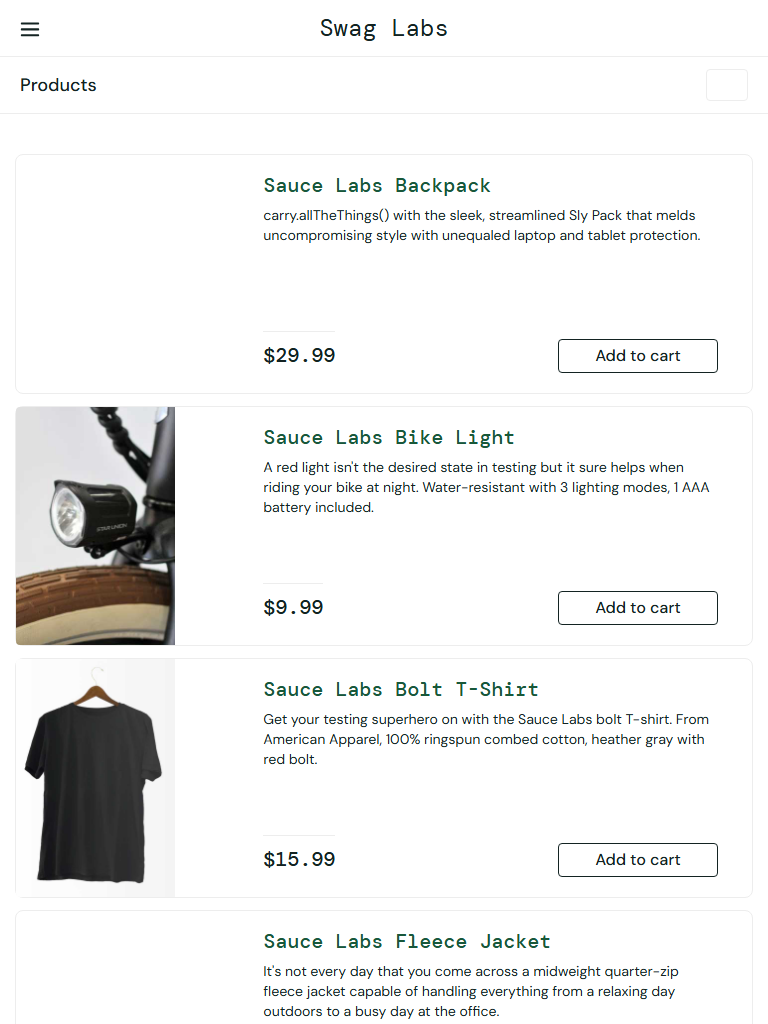 Swag Labs
Products
Sauce Labs Backpack
carry.allTheThings() with the sleek, streamlined Sly Pack that melds
uncompromising style with unequaled laptop and tablet protection.
$29.99
Add to cart
Sauce Labs Bike Light
A red light isn't the desired state in testing but it sure helps when
riding your bike at night. Water-resistant with 3 lighting modes, 1 AAA
battery included.
$9.99
Add to cart
Sauce Labs Bolt T-Shirt
Get your testing superhero on with the Sauce Labs bolt T-shirt. From
American Apparel, 100% ringspun combed cotton, heather gray with
red bolt.
$15.99
Add to cart
Sauce Labs Fleece Jacket
It's not every day that you come across a midweight quarter-zip
fleece jacket capable of handling everything from a relaxing day
outdoors to a busy day at the office.